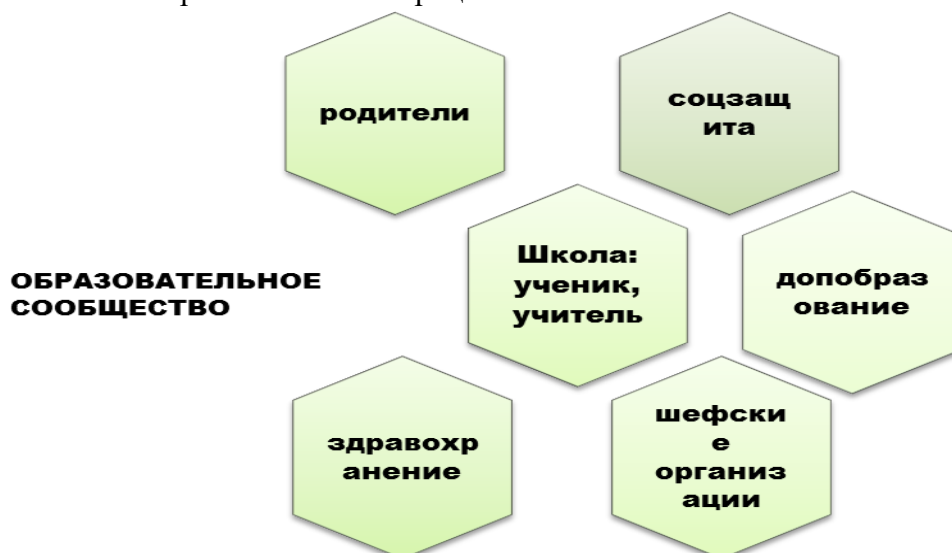 родители
соцзащ
ита
Школа:
ученик,
учитель
ОБРАЗОВАТЕЛЬНОЕ
СООБЩЕСТВО
допобраз
ование
здравохр
анение
шефски
е
организ
ации